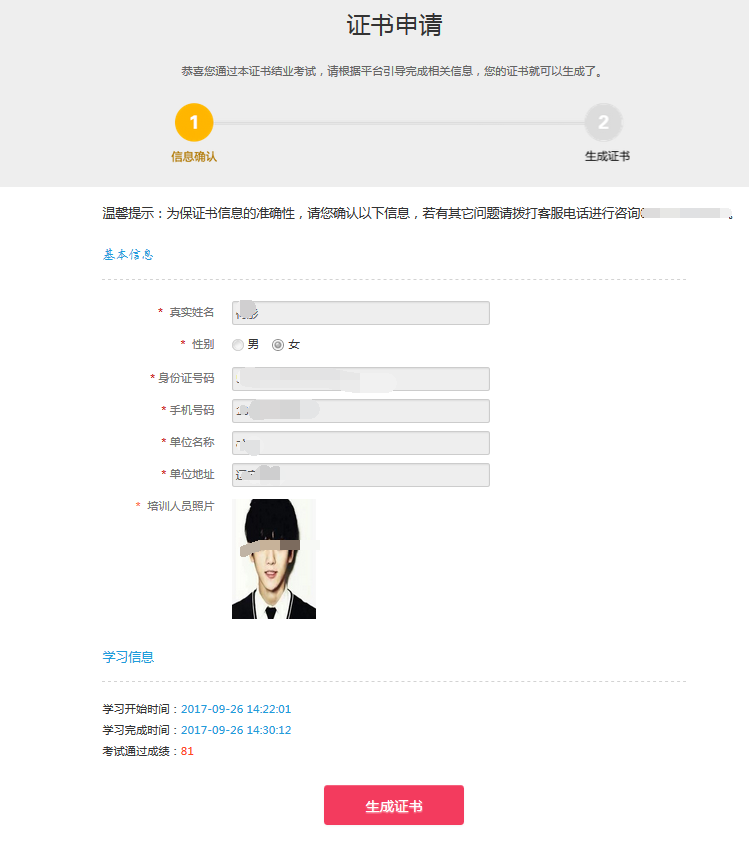 证书申请
恭喜您通过本证书结业考试，请根据平台引导完成相关信息，您的证书就可以生成了。
1
2
信息确认
生成证书
温馨提示：为保证书信息的准确性，请您确认以下信息，若有其它问题请拨打客服电话进行咨询 。
基本信息
* 真实姓名
* 性别 男 女
* 身份证号码
* 手机号码
* 单位名称
* 单位地址
* 培训人员照片
学习信息
学习开始时间：2017-09-26 14:22:01
学习完成时间：2017-09-26 14:30:12
考试通过成绩：81
生成证书